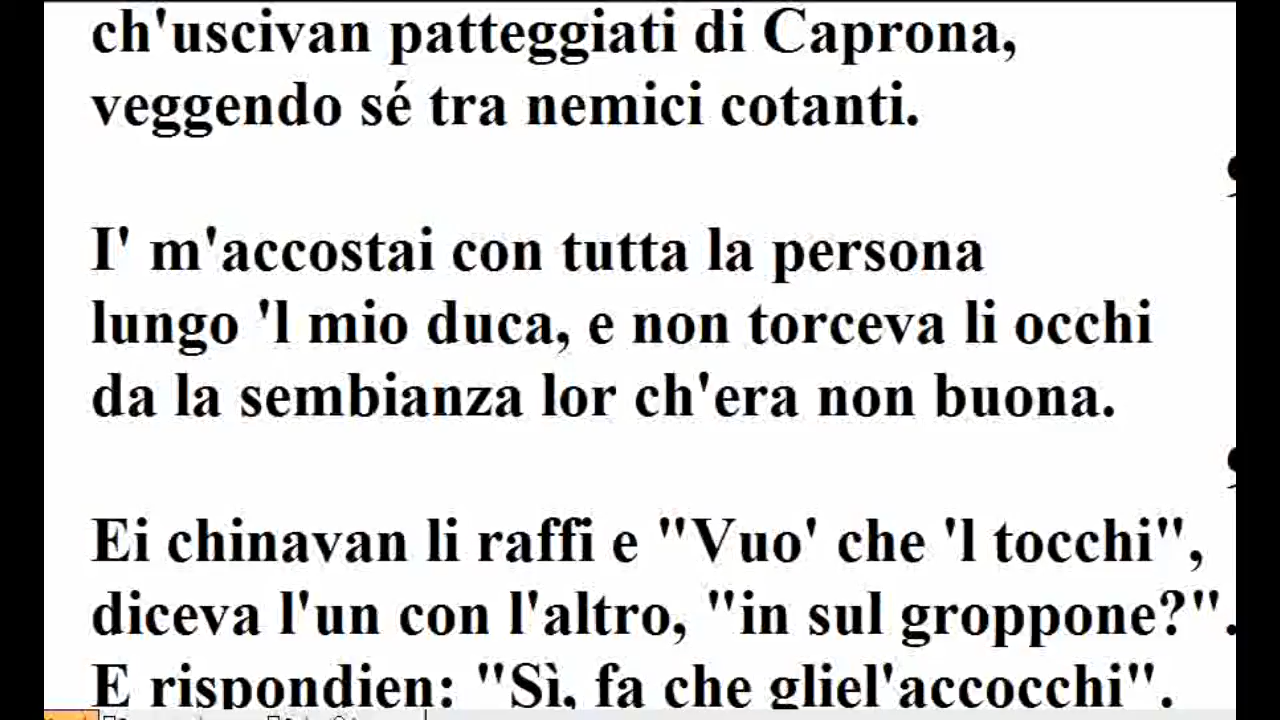 ch'uscivan patteggiati di Caprona,
veggendo sé tra nemici cotanti.
I' m'accostai con tutta la persona
lungo 'l mio duca, e non torceva li occhi
da la sembianza lor ch'era non buona.
Ei chinavan li raffi e "Vuo' che 'l tocchi",
diceva l'un con l'altro, "in sul groppone?".
E rispondien: "Sì, fa che gliel'accocchi".